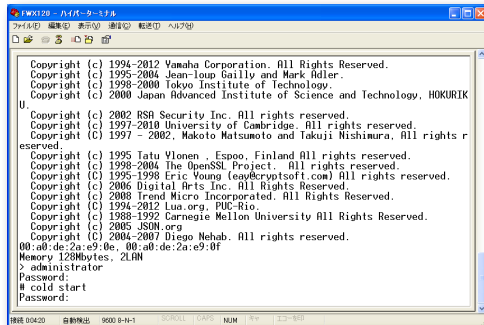 FWX120 - ハイパーターミナル
ファイル(F) 編集(E) 表示(V) 通信(C) 転送(T) ヘルプ(H)
Copyright (c) 1994-2012 Yamaha Corporation. All Rights Reserved.
Copyright (c) 1995-2004 Jean-loup Gailly and Mark Adler.
Copyright (c) 1998-2000 Tokyo Institute of Technology.
Copyright (c) 2000 Japan Advanced Institute of Science and Technology, HOKURIK
U.
Copyright (c) 2002 RSA Security Inc. All rights reserved.
Copyright (c) 1997-2010 University of Cambridge. All rights reserved.
Copyright (C) 1997 - 2002, Makoto Matsumoto and Takuji Nishimura, All rights r
eserved.
Copyright (c) 1995 Tatu Ylonen , Espoo, Finland All rights reserved.
Copyright (c) 1998-2004 The OpenSSL Project.  All rights reserved.
Copyright (c) 1995-1998 Eric Young (eay@cryptsoft.com) All rights reserved.
Copyright (c) 2006 Digital Arts Inc. All Rights Reserved.
Copyright (c) 2008 Trend Micro Incorporated. All Rights Reserved.
Copyright (c) 1994-2012 Lua.org, PUC-Rio.
Copyright (c) 1988-1992 Carnegie Mellon University All Rights Reserved.
Copyright (c) 2005 JSON.org
Copyright (C) 2004-2007 Diego Nehab. All rights reserved.
00:a0:de:2a:e9:0e, 00:a0:de:2a:e9:0f
Memory 128Mbytes, 2LAN
> administrator
Password:
# cold start
Password:
接続 0:04:20 自動検出 9600 8-N-1 SCROLL CAPS NUM キャ エコーを印